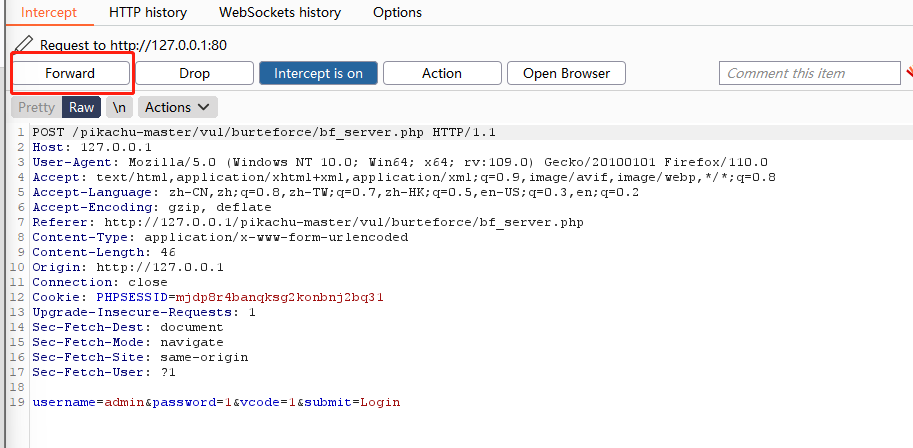 Intercept HTTP history WebSockets history Options
Request to http://127.0.0.1:80
Forward Drop Intercept is on Action Open Browser Comment this item
Pretty Raw \n Actions
1 POST /pikachu-master/vul/burteforce/bf_server.php HTTP/1.1
2 Host: 127.0.0.1
3 User-Agent: Mozilla/5.0 (Windows NT 10.0; Win64; x64; rv:109.0) Gecko/20100101 Firefox/110.0
4 Accept: text/html,application/xhtml+xml,application/xml;q=0.9,image/avif,image/webp,*/*;q=0.8
5 Accept-Language: zh-CN,zh;q=0.8,zh-TW;q=0.7,zh-HK;q=0.5,en-US;q=0.3,en;q=0.2
6 Accept-Encoding: gzip, deflate
7 Referer: http://127.0.0.1/pikachu-master/vul/burteforce/bf_server.php
8 Content-Type: application/x-www-form-urlencoded
9 Content-Length: 46
10 Origin: http://127.0.0.1
11 Connection: close
12 Cookie: PHPSESSID=mjdp8r4banqksg2konbnj2bq31
13 Upgrade-Insecure-Requests: 1
14 Sec-Fetch-Dest: document
15 Sec-Fetch-Mode: navigate
16 Sec-Fetch-Site: same-origin
17 Sec-Fetch-User: ?1
18
19 username=admin&password=1&vcode=1&submit=Login